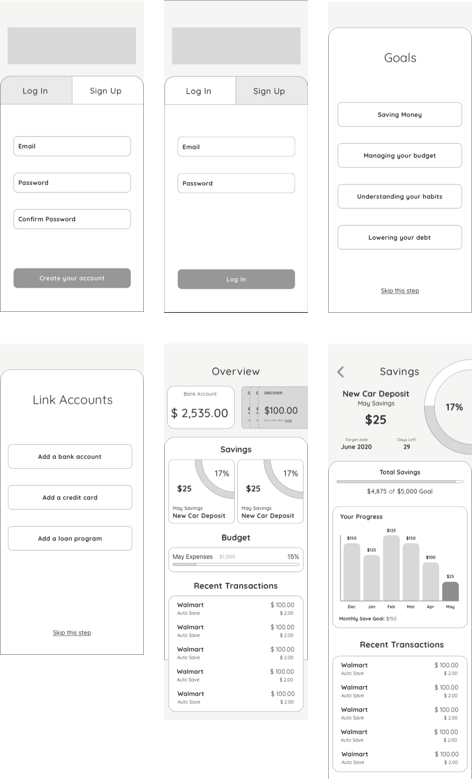 Log In
Sign Up
Email
Password
Confirm Password
Create your account
Log In
Sign Up
Email
Password
Log In
Goals
Saving Money
Managing your budget
Understanding your habits
Lowering your debt
Skip this step
Link Accounts
Add a bank account
Add a credit card
Add a loan program
Skip this step
Overview
Bank Account
$ 2,535.00
DISCOVER
$100.00
Savings
17%
$25
May Savings
New Car Deposit
17%
$25
May Savings
New Car Deposit
Budget
May Expenses $1,500 15%
Recent Transactions
Walmart $ 100.00
Auto Save $ 2.00
Walmart $ 100.00
Auto Save $ 2.00
Walmart $ 100.00
Auto Save $ 2.00
Walmart $ 100.00
Auto Save $ 2.00
Walmart $ 100.00
Auto Save $ 2.00
Savings
New Car Deposit
May Savings
$25
17%
Target date Days Left
June 2020 29
Total Savings
$4,875 of $5,000 Goal
Your Progress
$150 $125 $125 $150 $100 $25
Dec Jan Feb Mar Apr May
Monthly Save Goal: $150
Recent Transactions
Walmart $ 100.00
Auto Save $ 2.00
Walmart $ 100.00
Auto Save $ 2.00
Walmart $ 100.00
Auto Save $ 2.00
Walmart $ 100.00
Auto Save $ 2.00
Walmart $ 100.00
Auto Save $ 2.00